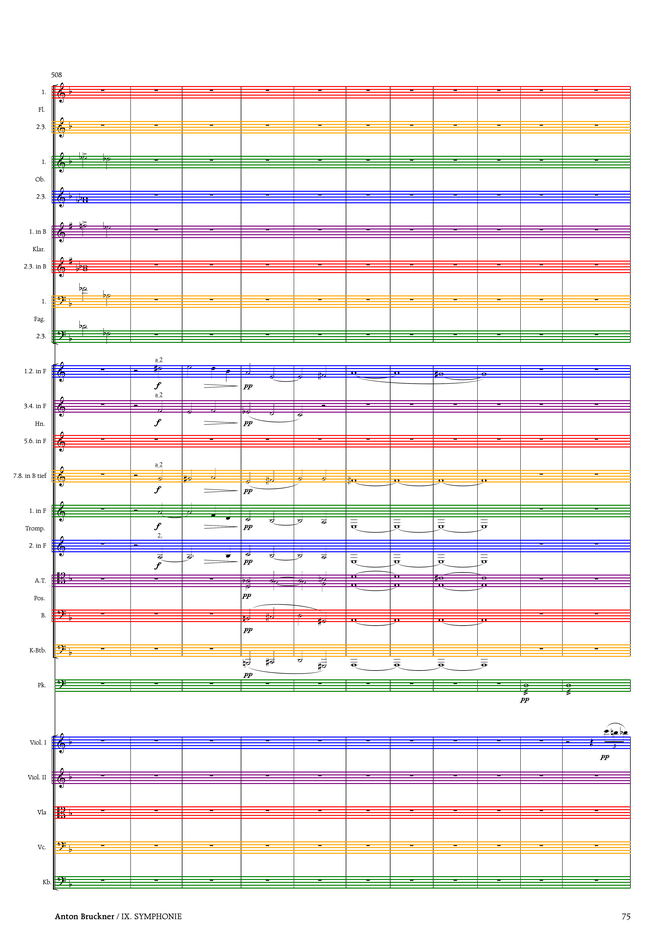 508
1.
Fl.
2.3.
1.
Ob.
2.3.
1. in B
Klar.
2.3. in B
1.
Fag.
2.3.
a 2
1.2. in F
f
pp
a 2
3.4. in F
f
pp
Hn.
5.6. in F
a 2
7.8. in B tief
f
pp
1. in F
f
pp
Tromp.
2.
2. in F
f
pp
A.T.
pp
Pos.
B.
pp
K-Btb.
pp
Pk.
pp
Viol. I
3
pp
Viol. II
Vla
Vc.
Kb.
Anton Bruckner / IX. SYMPHONIE 75